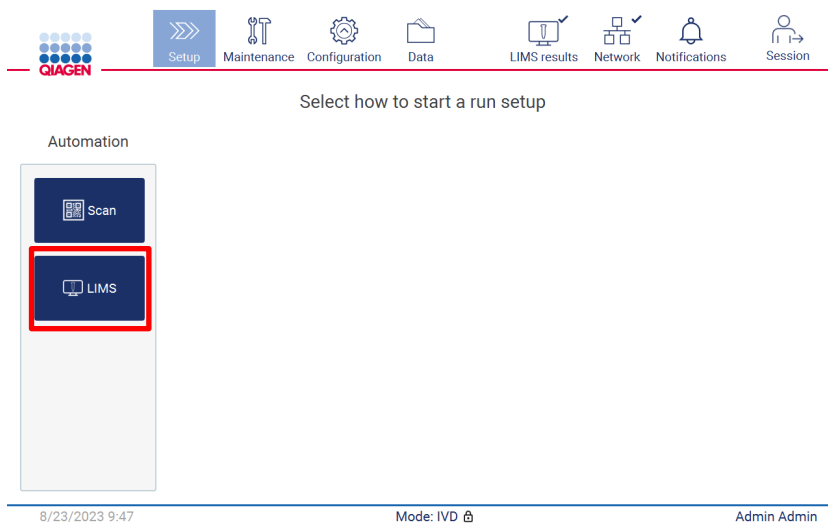 QIAGEN
Setup
Maintenance
Configuration
Data
LIMS results
Network
Notifications
Session
Select how to start a run setup
Automation
Scan
LIMS
8/23/2023 9:47
Mode: IVD
Admin Admin